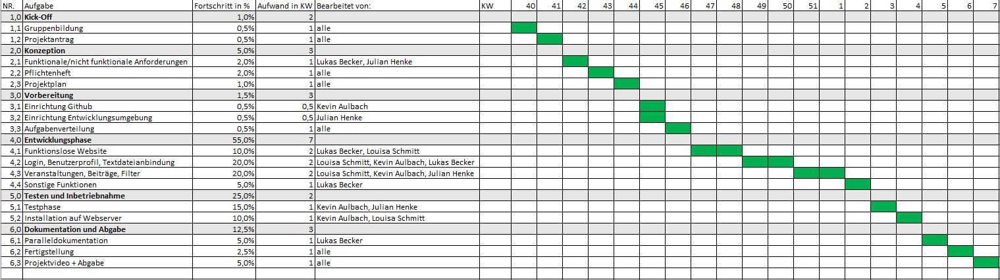 NR. Aufgabe Fortschritt in % Aufwand in KW Bearbeitet von: KW 40 41 42 43 44 45 46 47 48 49 50 51 1 2 3 4 5 6 7
1,0 Kick-Off 1,0% 2
1,1 Gruppenbildung 0,5% 1 alle
1,2 Projektantrag 0,5% 1 alle
2,0 Konzeption 5,0% 3
2,1 Funktionale/nicht funktionale Anforderungen 2,0% 1 Lukas Becker, Julian Henke
2,2 Pflichtenheft 2,0% 1 alle
2,3 Projektplan 1,0% 1 alle
3,0 Vorbereitung 1,5% 3
3,1 Einrichtung Github 0,5% 0,5 Kevin Aulbach
3,2 Einrichtung Entwicklungsumgebung 0,5% 0,5 Julian Henke
3,3 Aufgabenverteilung 0,5% 1 alle
4,0 Entwicklungsphase 55,0% 7
4,1 Funktionslose Website 10,0% 2 Lukas Becker, Louisa Schmitt
4,2 Login, Benutzerprofil, Textdateianbindung 20,0% 2 Louisa Schmitt, Kevin Aulbach, Lukas Becker
4,3 Veranstaltungen, Beiträge, Filter 20,0% 2 Louisa Schmitt, Kevin Aulbach, Julian Henke
4,4 Sonstige Funktionen 5,0% 1 Lukas Becker
5,0 Testen und Inbetriebnahme 25,0% 2
5,1 Testphase 15,0% 1 Kevin Aulbach, Julian Henke
5,2 Installation auf Webserver 10,0% 1 Kevin Aulbach, Louisa Schmitt
6,0 Dokumentation und Abgabe 12,5% 3
6,1 Paralleldokumentation 5,0% 1 Lukas Becker
6,2 Fertigstellung 2,5% 1 alle
6,3 Projektvideo + Abgabe 5,0% 1 alle